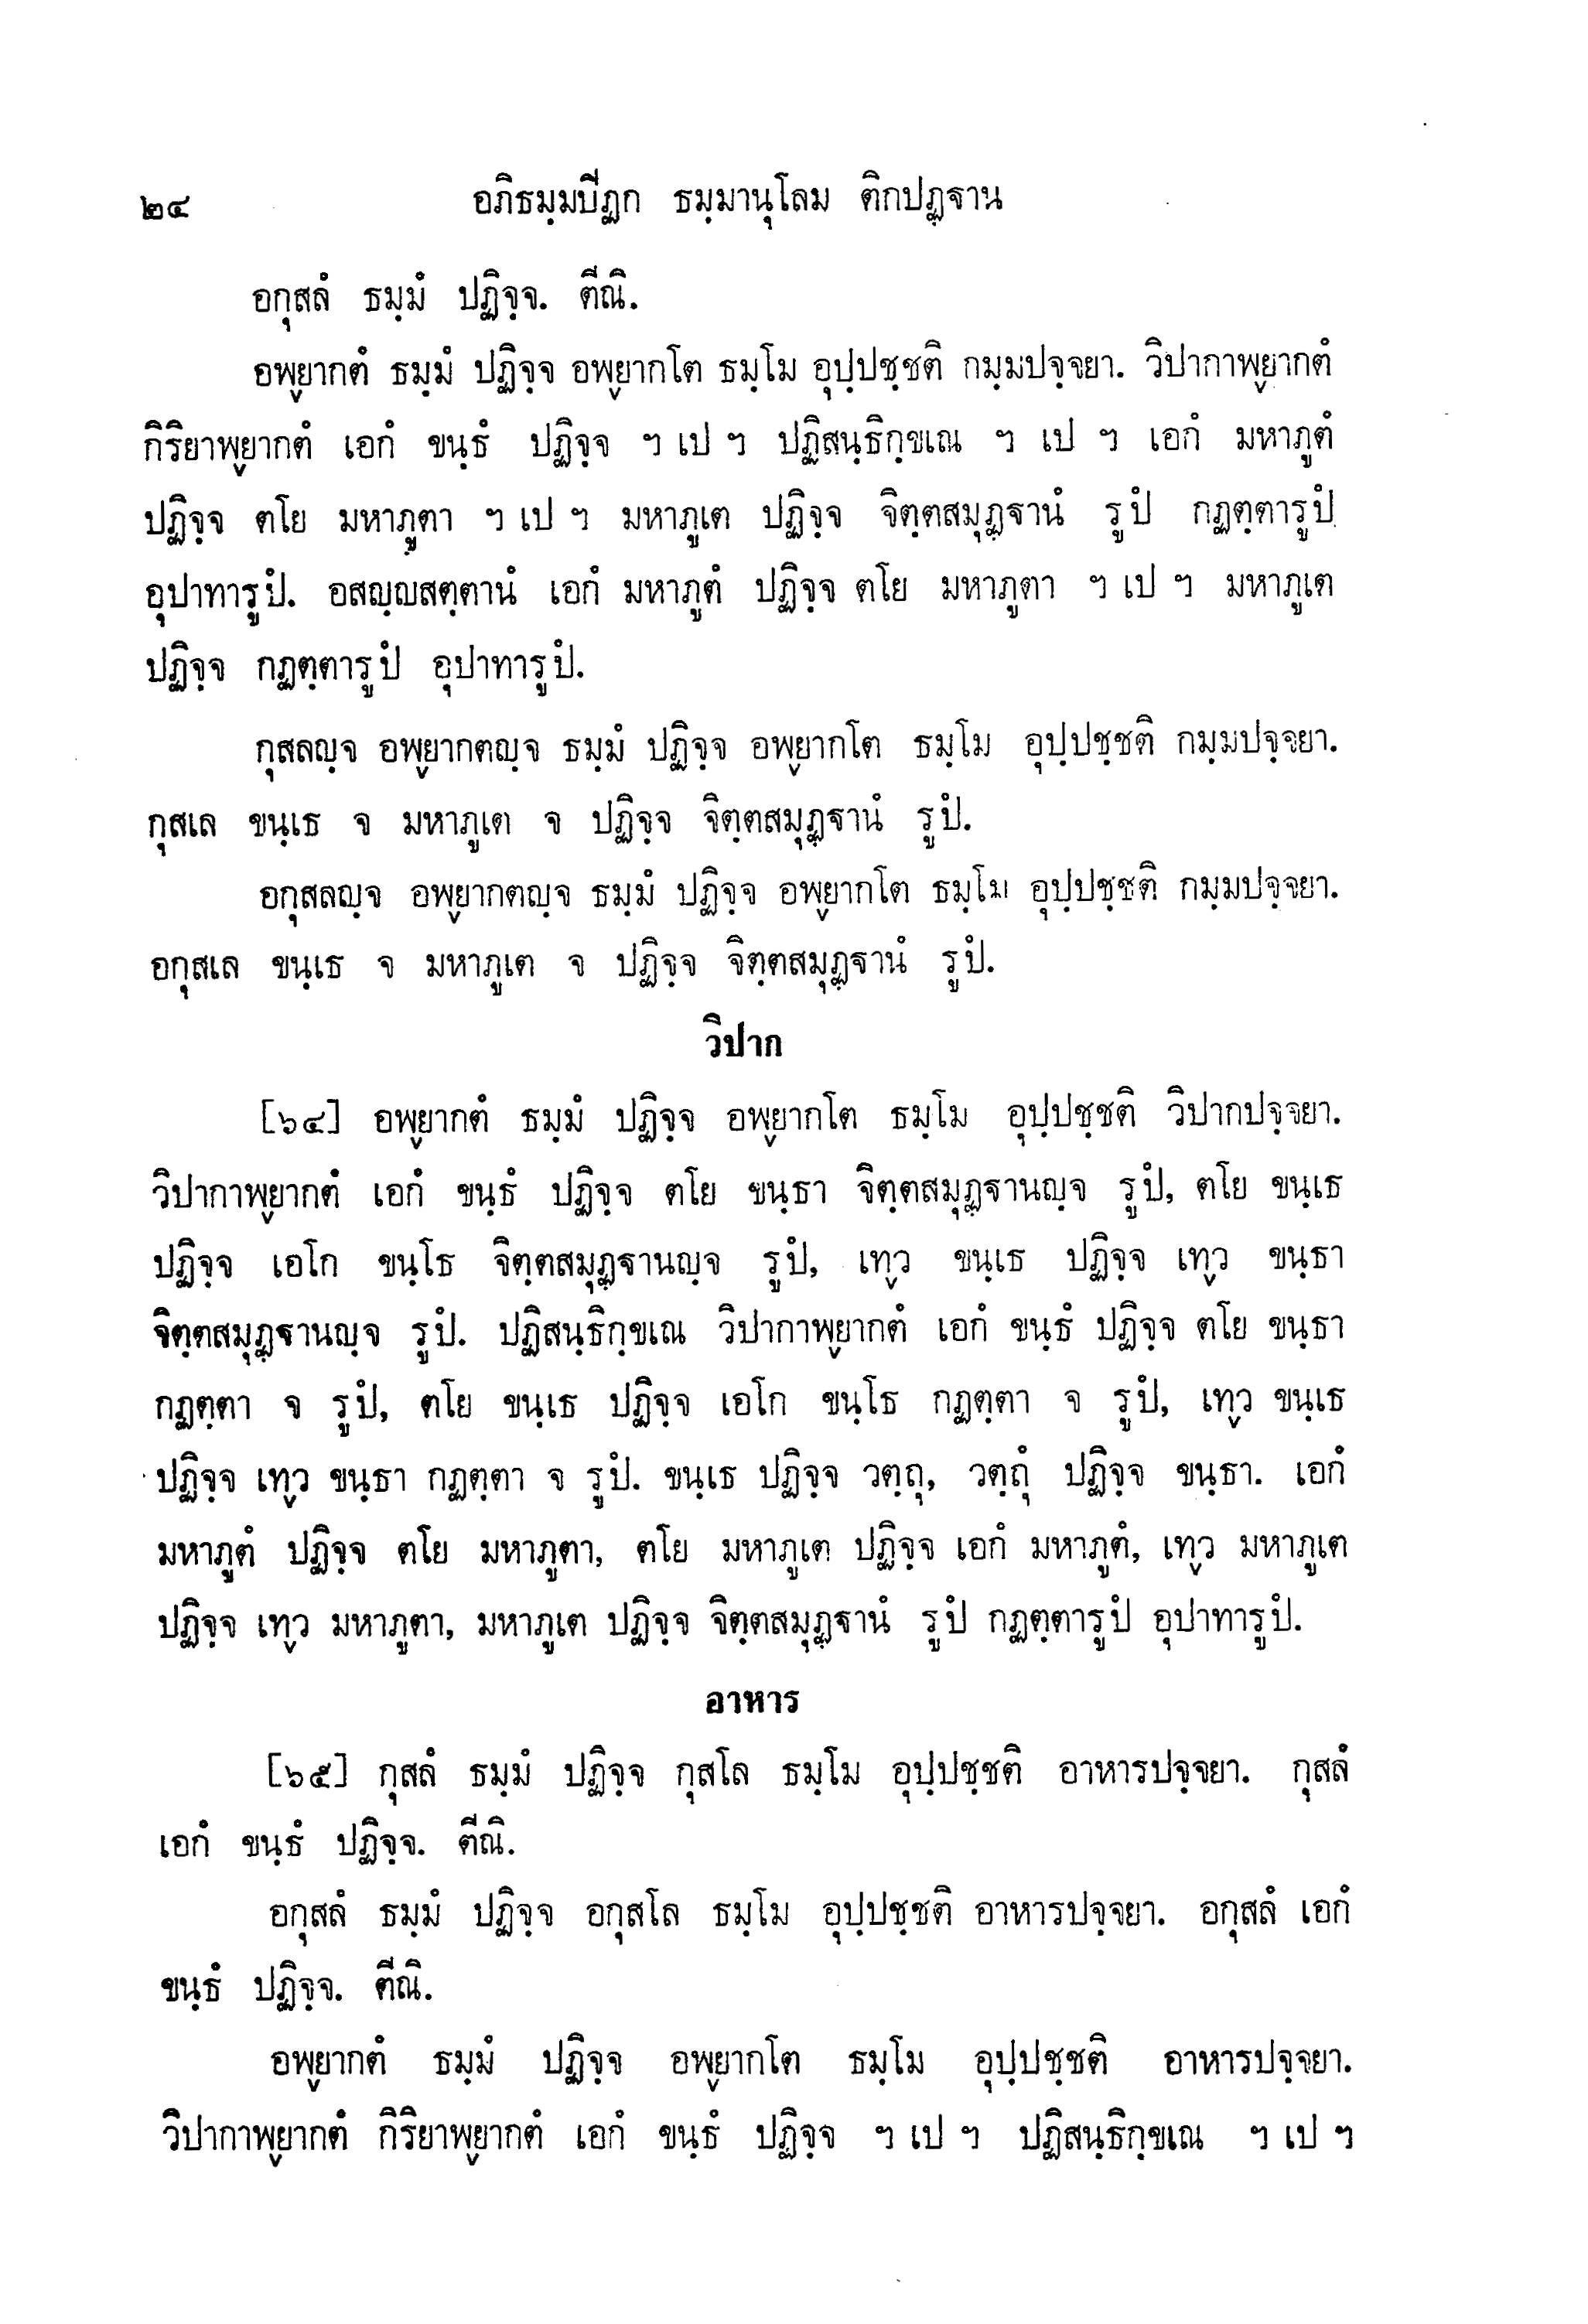 ๒๔ อภิธมฺมปีฏก ธมฺมานุโลม ติกปฏฺฐาน
อกุสลํ ธมฺมํ ปฏิจฺจ. ตีณิ.
อพฺยากตํ ธมฺมํ ปฏิจฺจ อพฺยากโต ธมฺโม อุปฺปชฺชติ กมฺมปจฺจยา. วิปากาพฺยากตํ
กิริยาพฺยากตํ เอกํ ขนฺธํ ปฏิจฺจ ฯ เป ฯ ปฏิสนฺธิกฺขเณ ฯ เป ฯ เอกํ มหาภูตํ
ปฏิจฺจ ตโย มหาภูตา ฯ เป ฯ มหาภูเต ปฏิจฺจ จิตฺตสมุฏฺฐานํ รูปํ กฏตฺตารูปํ
อุปาทารูปํ. อสญฺญสตฺตานํ เอกํ มหาภูตํ ปฏิจฺจ ตโย มหาภูตา ฯ เป ฯ มหาภูเต
ปฏิจฺจ กฏตฺตารูปํ อุปาทารูปํ.
กุสลญฺจ อพฺยากตญฺจ ธมฺมํ ปฏิจฺจ อพฺยากโต ธมฺโม อุปฺปชฺชติ กมฺมปจฺจยา.
กุสเล ขนฺเธ จ มหาภูเต จ ปฏิจฺจ จิตฺตสมุฏฺฐานํ รูปํ.
อกุสลญฺจ อพฺยากตญฺจ ธมฺมํ ปฏิจฺจ อพฺยากโต ธมฺโม อุปฺปชฺชติ กมฺมปจฺจยา.
อกุสเล ขนฺเธ จ มหาภูเต จ ปฏิจฺจ จิตฺตสมุฏฺฐานํ รูปํ.
วิปาก
[๖๔] อพฺยากตํ ธมฺมํ ปฏิจฺจ อพฺยากโต ธมฺโม อุปฺปชฺชติ วิปากปจฺจยา.
วิปากาพฺยากตํ เอกํ ขนฺธํ ปฏิจฺจ ตโย ขนฺธา จิตฺตสมุฏฺฐานญฺจ รูปํ, ตโย ขนฺเธ
ปฏิจฺจ เอโก ขนฺโธ จิตฺตสมุฏฺฐานญฺจ รูปํ, เทฺว ขนฺเธ ปฏิจฺจ เทฺว ขนฺธา
จิตฺตสมุฏฺฐานญฺจ รูปํ. ปฏิสนฺธิกฺขเณ วิปากาพฺยากตํ เอกํ ขนฺธํ ปฏิจฺจ ตโย ขนฺธา
กฏตฺตา จ รูปํ, ตโย ขนฺเธ ปฏิจฺจ เอโก ขนฺโธ กฏตฺตา จ รูปํ, เทฺว ขนฺเธ
ปฏิจฺจ เทฺว ขนฺธา กฏตฺตา จ รูปํ. ขนฺเธ ปฏิจฺจ วตฺถุ, วตฺถุํ ปฏิจฺจ ขนฺธา. เอกํ
มหาภูตํ ปฏิจฺจ ตโย มหาภูตา, ตโย มหาภูเต ปฏิจฺจ เอกํ มหาภูตํ, เทฺว มหาภูเต
ปฏิจฺจ เทฺว มหาภูตา, มหาภูเต ปฏิจฺจ จิตฺตสมุฏฺฐานํ รูปํ กฏตฺตารูปํ อุปาทารูปํ.
อาหาร
[๖๕] กุสลํ ธมฺมํ ปฏิจฺจ กุสโล ธมฺโม อุปฺปชฺชติ อาหารปจฺจยา. กุสลํ
เอกํ ขนฺธํ ปฏิจฺจ. ตีณิ.
อกุสลํ ธมฺมํ ปฏิจฺจ อกุสโล ธมฺโม อุปฺปชฺชติ อาหารปจฺจยา. อกุสลํ เอกํ
ขนฺธํ ปฏิจฺจ. ตีณิ.
อพฺยากตํ ธมฺมํ ปฏิจฺจ อพฺยากโต ธมฺโม อุปฺปชฺชติ อาหารปจฺจยา.
วิปากาพฺยากตํ กิริยาพฺยากตํ เอกํ ขนฺธํ ปฏิจฺจ ฯ เป ฯ ปฏิสนฺธิกฺขเณ ฯ เป ฯ